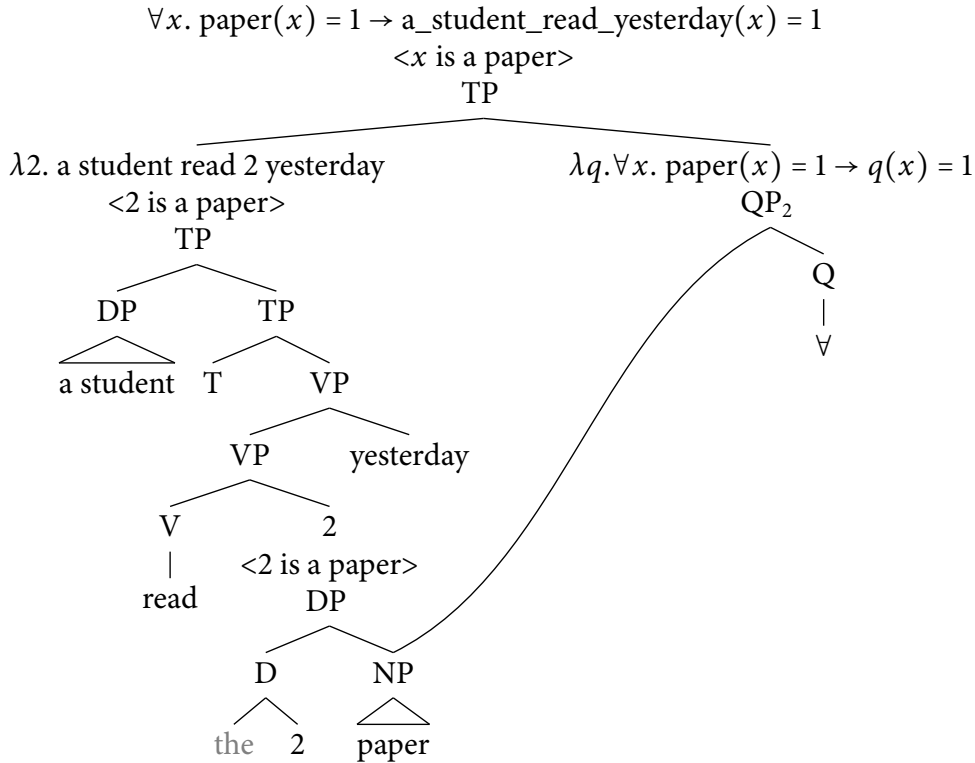 ∀x. paper(x) = 1 → a_student_read_yesterday(x) = 1
<x is a paper>
TP
λ2. a student read 2 yesterday λq.∀x. paper(x) = 1 → q(x) = 1
<2 is a paper> QP₂
TP
Q
DP TP
∀
a student T VP
VP yesterday
V 2
<2 is a paper>
read DP
D NP
the 2 paper